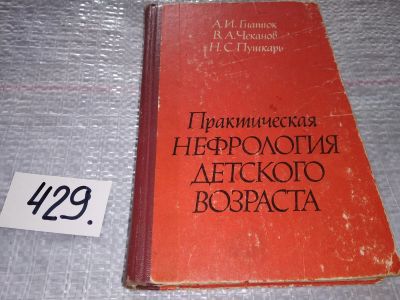 А. И. Гнатюк
В. А. Чеканов
Н. С. Пушкарь
Практическая
НЕФРОЛОГИЯ
ДЕТСКОГО
ВОЗРАСТА
429.